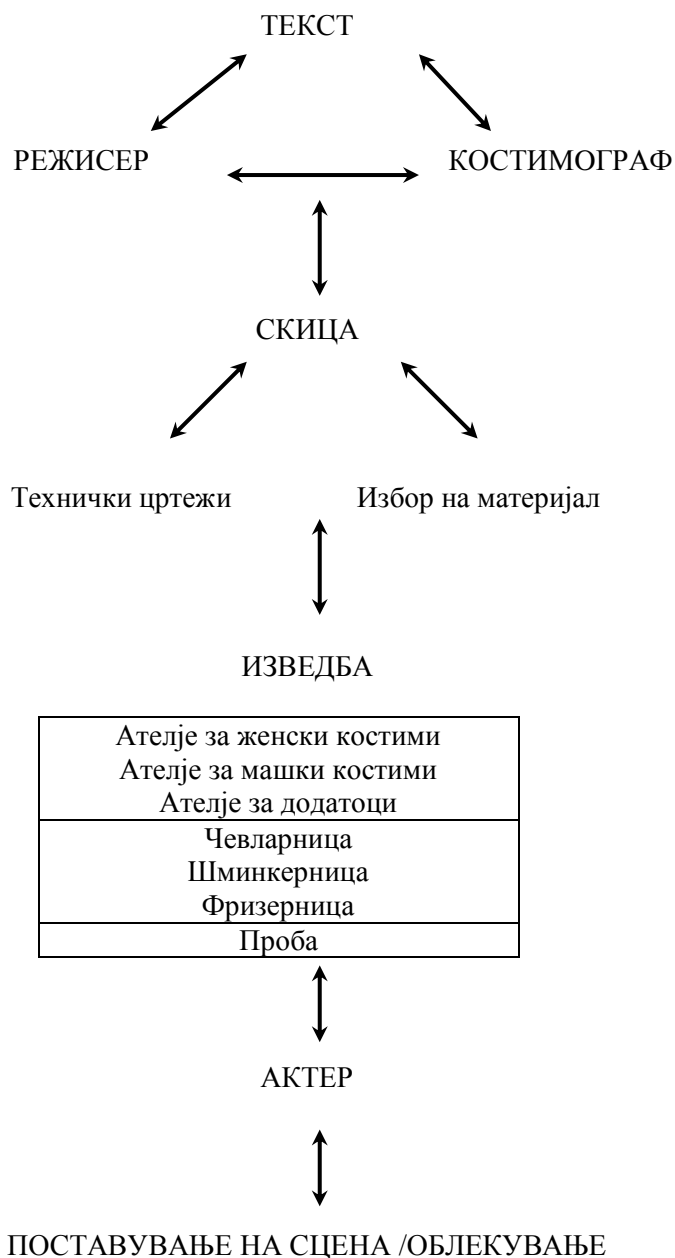 ТЕКСТ
РЕЖИСЕР
КОСТИМОГРАФ
СКИЦА
Технички цртежи
Избор на материјал
ИЗВЕДБА
Ателје за женски костими
Ателје за машки костими
Ателје за додатоци
Чевларница
Шминкерница
Фризерница
Проба
АКТЕР
ПОСТАВУВАЊЕ НА СЦЕНА /ОБЛЕКУВАЊЕ